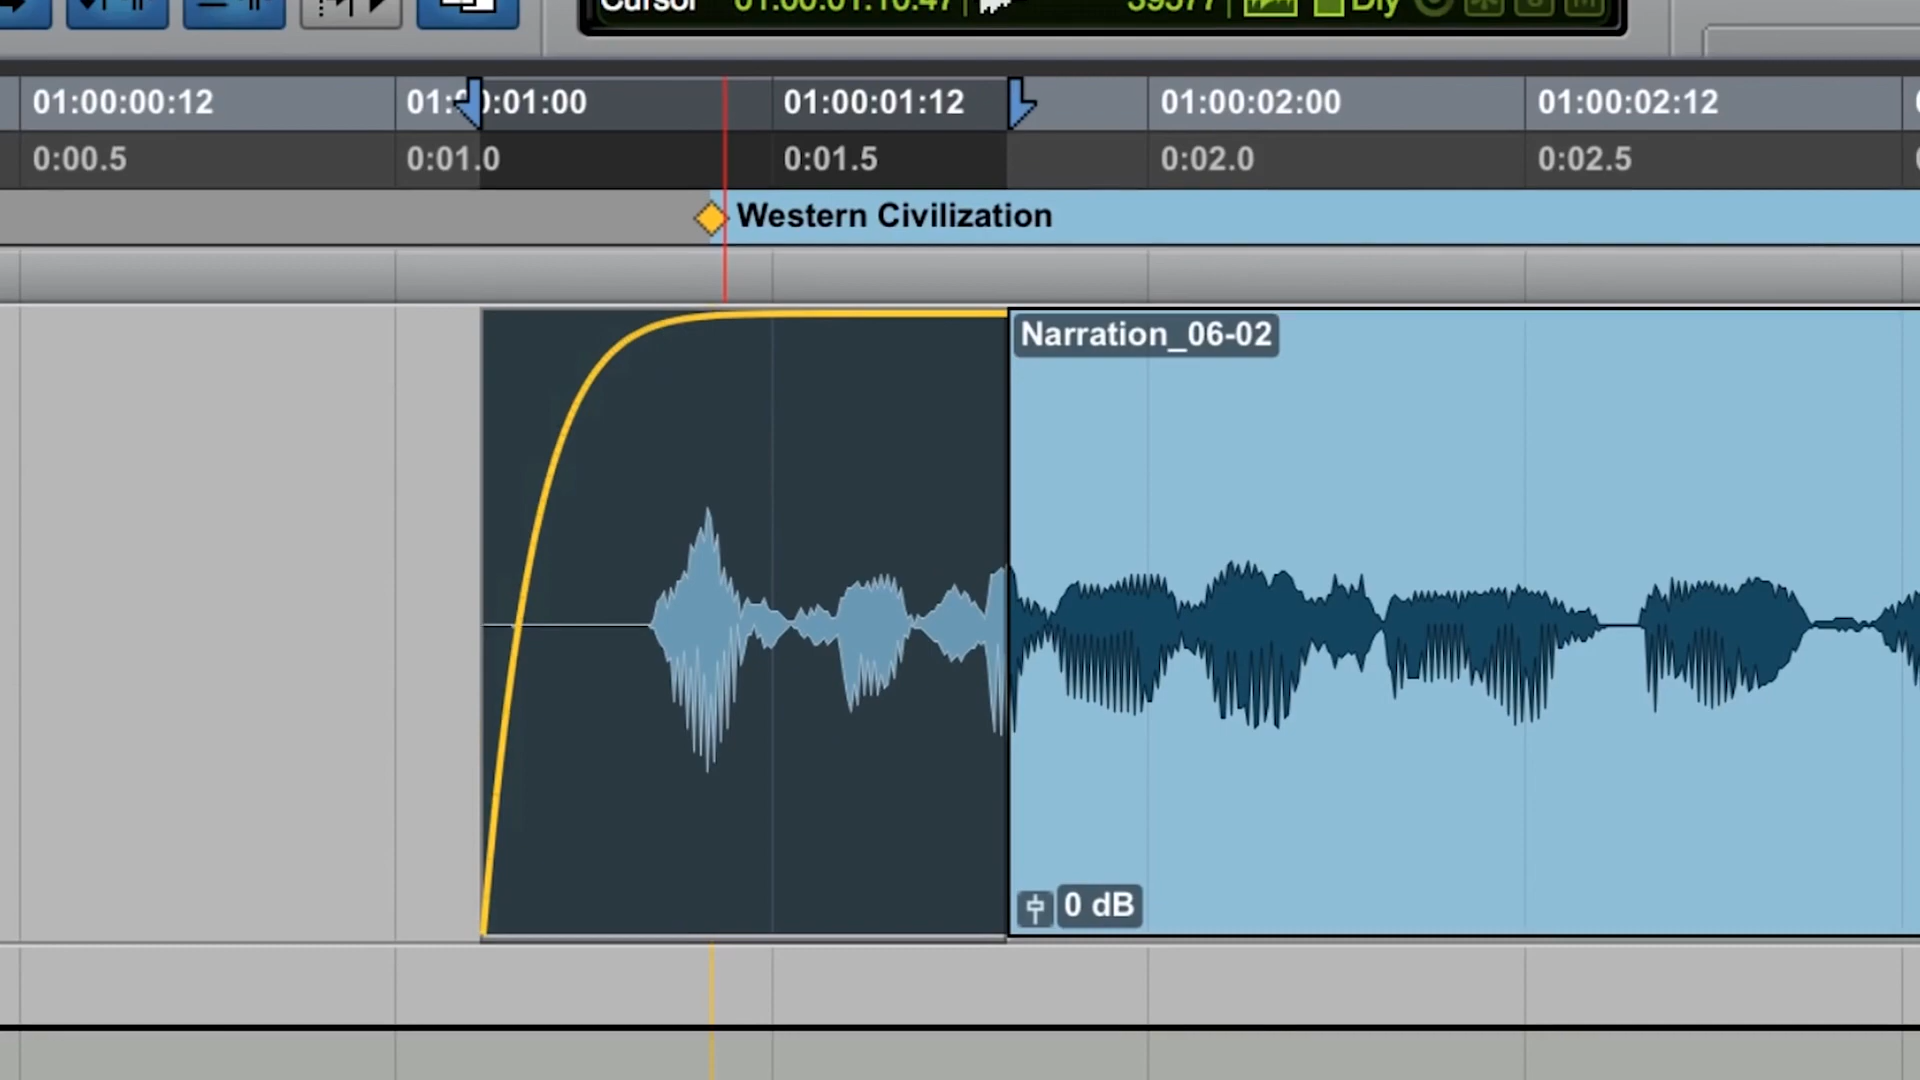 Cursor 01:00:01:10.47 39577 Dly
01:00:00:12 01:00:01:00 01:00:01:12 01:00:02:00 01:00:02:12
0:00.5 0:01.0 0:01.5 0:02.0 0:02.5
Western Civilization
Narration_06-02
0 dB